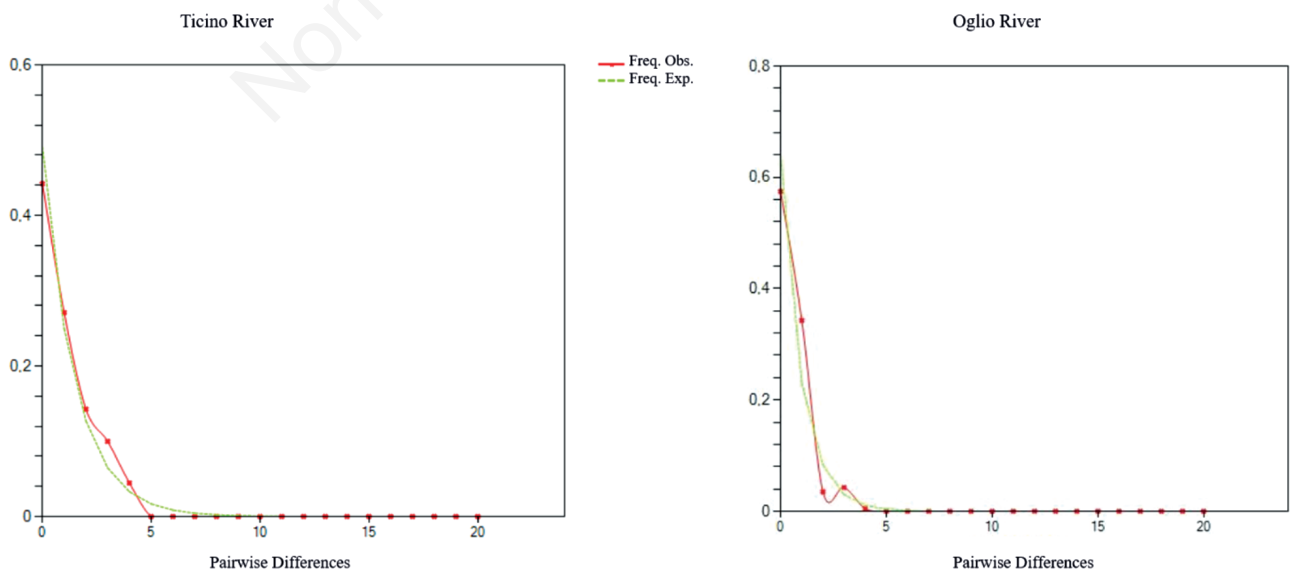 Ticino River
Oglio River
Freq. Obs.
Freq. Exp.
0,6
0,4
0,2
0
0 5 10 15 20
Pairwise Differences
0,8
0,6
0,4
0,2
0
0 5 10 15 20
Pairwise Differences